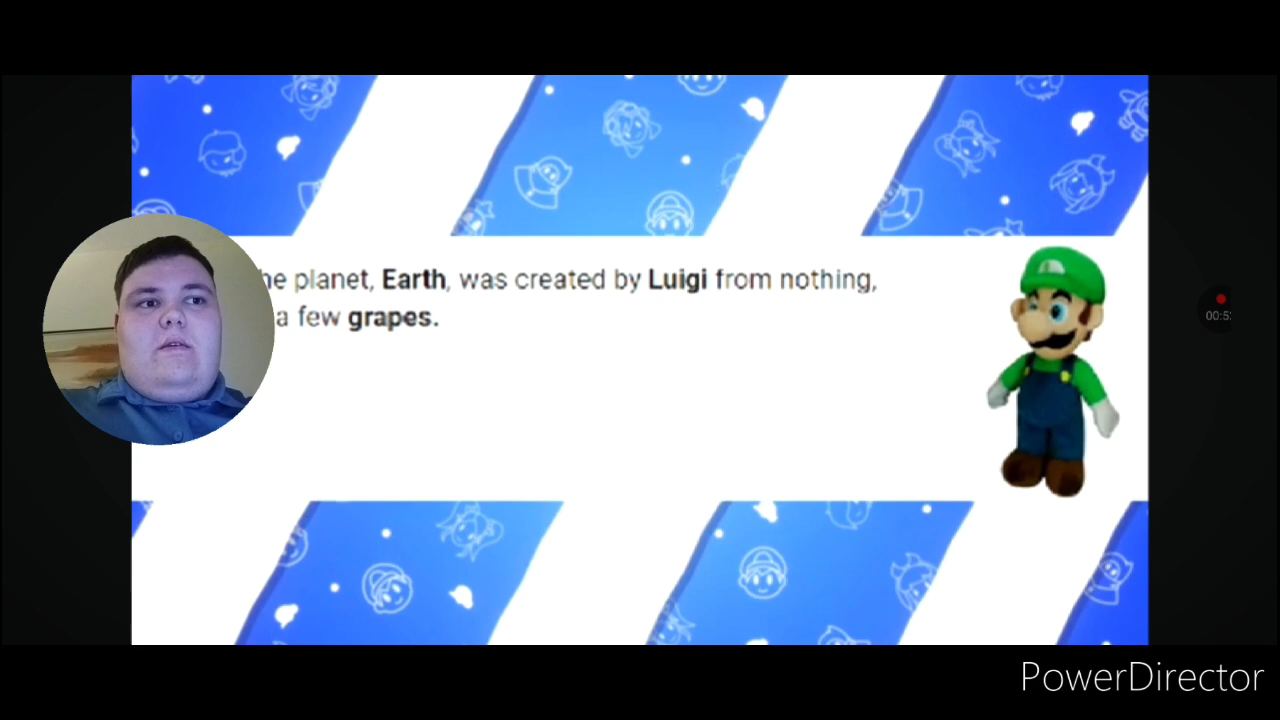 he planet, Earth, was created by Luigi from nothing,
a few grapes.
PowerDirector